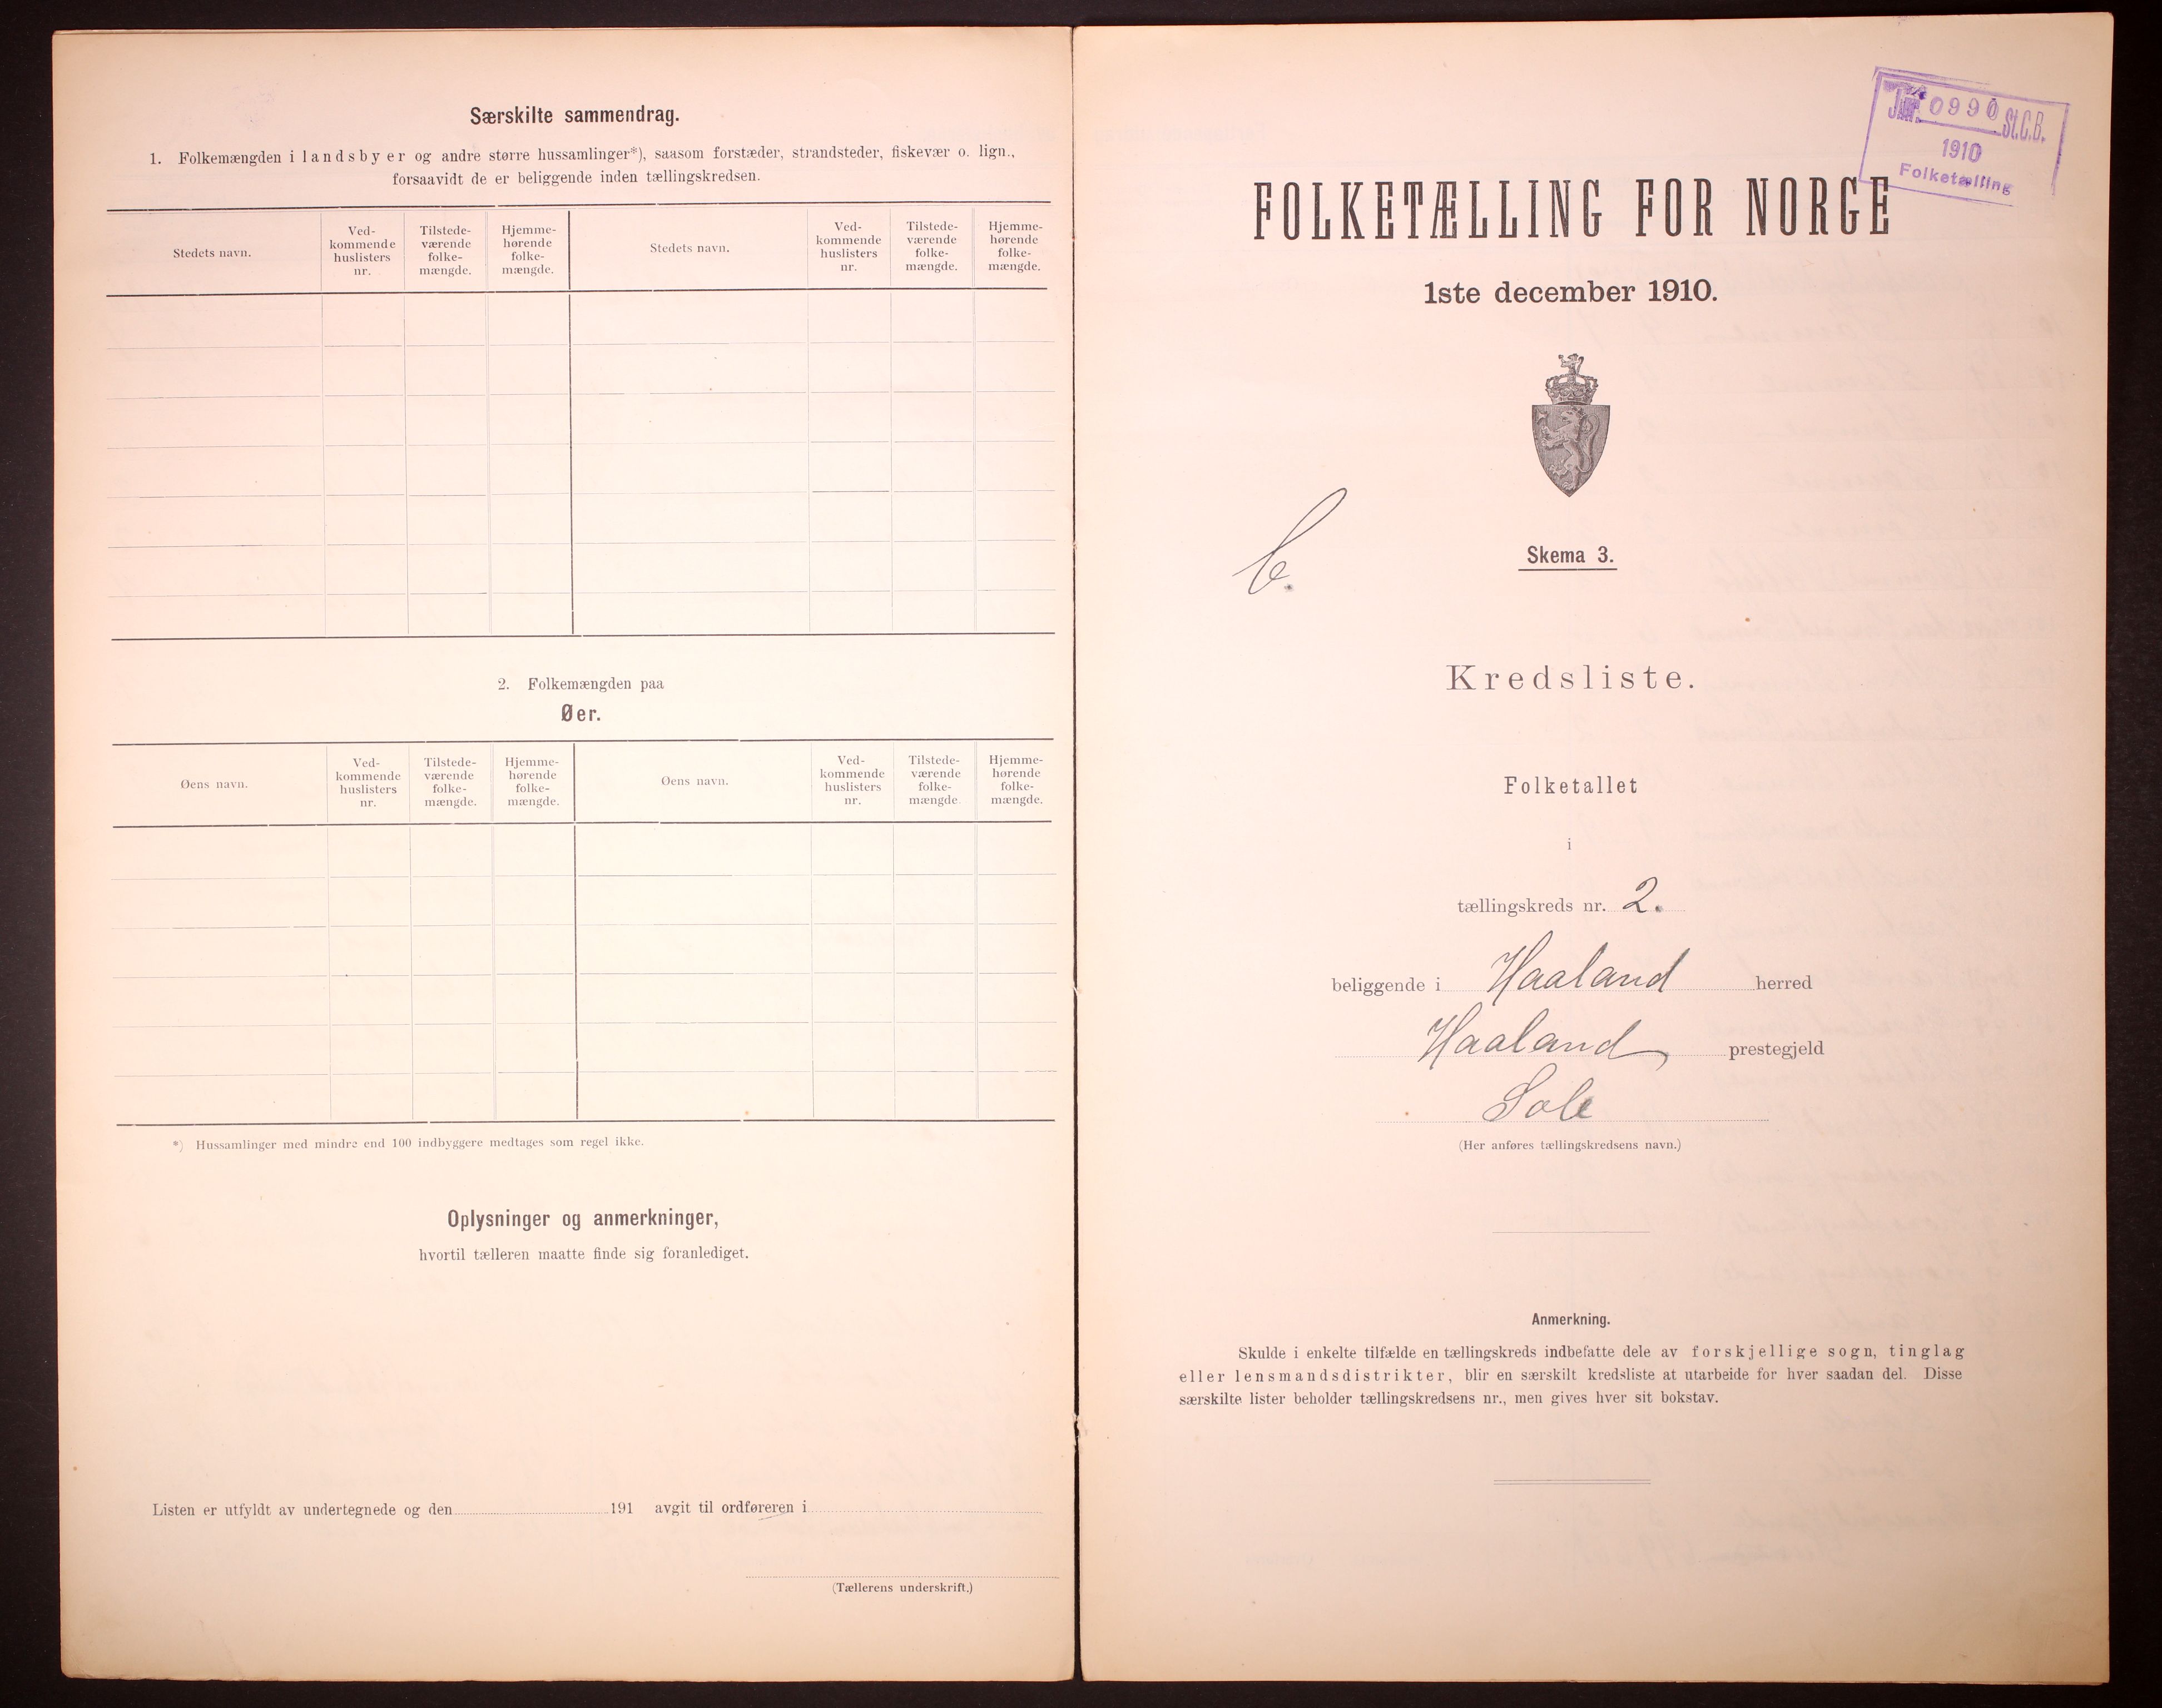 Særskilte sammendrag.
1. Folkemængden i landsbyer og andre større hussamlinger*), saasom forstæder, strandsteder, fiskevær o. lign.,
forsaavidt de er beliggende inden tællingskredsen.
Stedets navn. Ved-kommende huslisters nr. Tilstede-værende folke-mængde. Hjemme-hørende folke-mængde. Stedets navn. Ved-kommende huslisters nr. Tilstede-værende folke-mængde. Hjemme-hørende folke-mængde.
2. Folkemængden paa
Øer.
Øens navn. Ved-kommende huslisters nr. Tilstede-værende folke-mængde. Hjemme-hørende folke-mængde. Øens navn. Ved-kommende huslisters nr. Tilstede-værende folke-mængde Hjemme-hørende folke-mængde.
*) Hussamlinger med mindre end 100 indbyggere medtages som regel ikke.
Oplysninger og anmerkninger,
hvortil tælleren maatte finde sig foranlediget.
Listen er utfyldt av undertegnede og den 191 avgit til ordføreren i
(Tællerens underskrift.)
0990 St.C.B.
1910
Folketælling
FOLKETÆLLING FOR NORGE
1ste december 1910.
Skema 3.
Kredsliste.
Folketallet
i
tællingskreds nr. 2.
beliggende i Haaland herred
Haaland prestegjeld
Sole
(Her anføres tællingskredsens navn.)
Anmerkning.
Skulde i enkelte tilfælde en tællingskreds indbefatte dele av forskjellige sogn, tinglag
eller lensmandsdistrikter, blir en særskilt kredsliste at utarbeide for hver saadan del. Disse
særskilte lister beholder tællingskredsens nr., men gives hver sit bokstav.